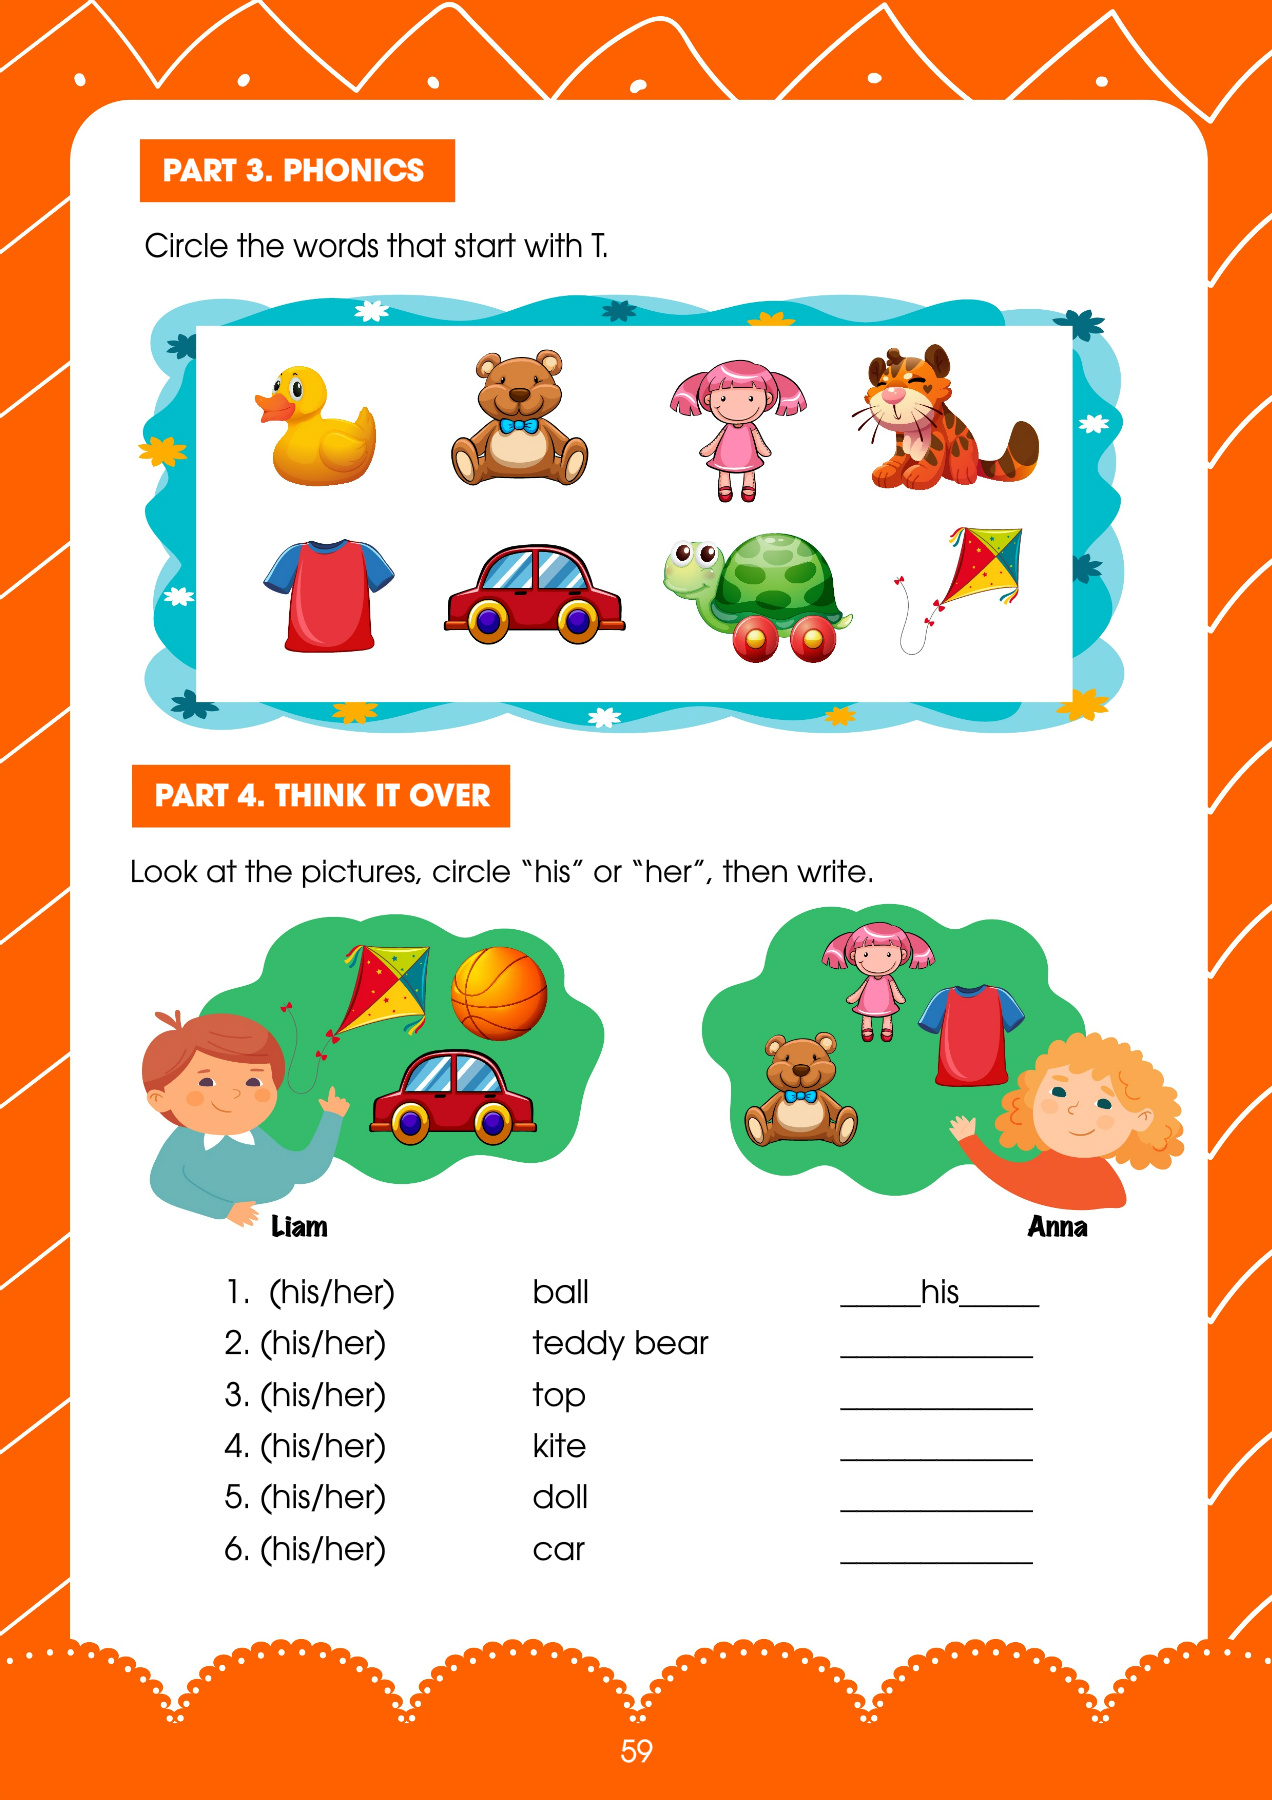 PART 3. PHONICS
Circle the words that start with T.
PART 4. THINK IT OVER
Look at the pictures, circle “his” or “her”, then write.
Liam
Anna
1. (his/her) ball _____his_____
2. (his/her) teddy bear ____________
3. (his/her) top ____________
4. (his/her) kite ____________
5. (his/her) doll ____________
6. (his/her) car ____________
59